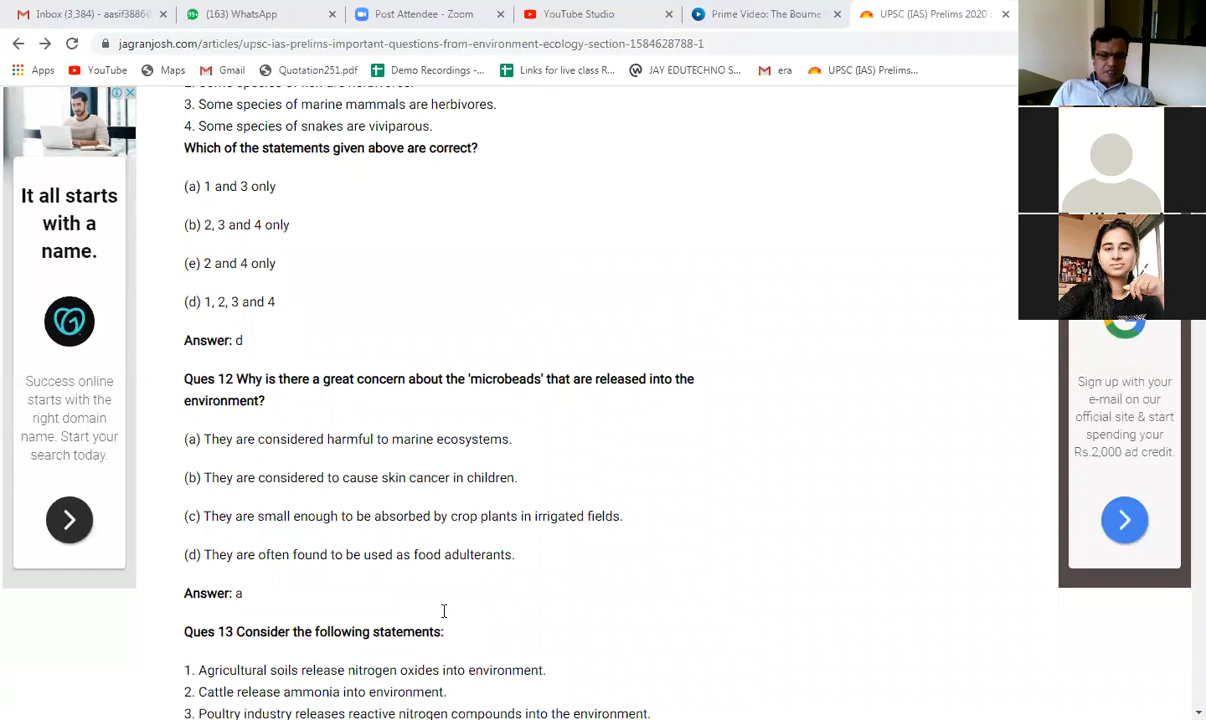 Inbox (3,384) - aasif3886@
(163) WhatsApp
Post Attendee - Zoom
YouTube Studio
Prime Video: The Bourne
UPSC (IAS) Prelims 2020
jagranjosh.com/articles/upsc-ias-prelims-important-questions-from-environment-ecology-section-1584628788-1
Apps
YouTube
Maps
Gmail
Quotation251.pdf
Demo Recordings -...
Links for live class R...
JAY EDUTECHNO S...
era
UPSC (IAS) Prelims...
3. Some species of marine mammals are herbivores.
4. Some species of snakes are viviparous.
Which of the statements given above are correct?
(a) 1 and 3 only
(b) 2, 3 and 4 only
(e) 2 and 4 only
(d) 1, 2, 3 and 4
Answer: d
Ques 12 Why is there a great concern about the 'microbeads' that are released into the
environment?
(a) They are considered harmful to marine ecosystems.
(b) They are considered to cause skin cancer in children.
(c) They are small enough to be absorbed by crop plants in irrigated fields.
(d) They are often found to be used as food adulterants.
Answer: a
Ques 13 Consider the following statements:
1. Agricultural soils release nitrogen oxides into environment.
2. Cattle release ammonia into environment.
3. Poultry industry releases reactive nitrogen compounds into the environment.
It all starts
with a
name.
Success online
starts with the
right domain
name. Start your
search today.
Sign up with your
e-mail on our
official site & start
spending your
Rs.2,000 ad credit.